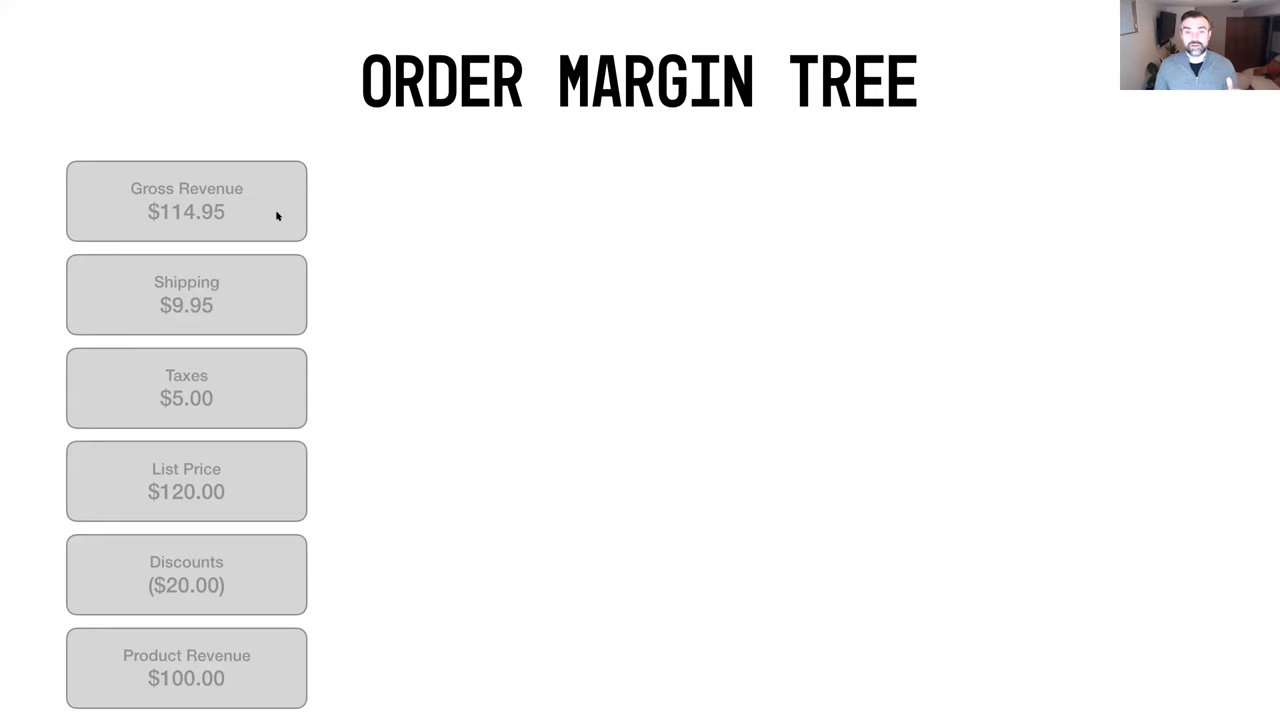 ORDER MARGIN TREE
Gross Revenue
$114.95
Shipping
$9.95
Taxes
$5.00
List Price
$120.00
Discounts
($20.00)
Product Revenue
$100.00